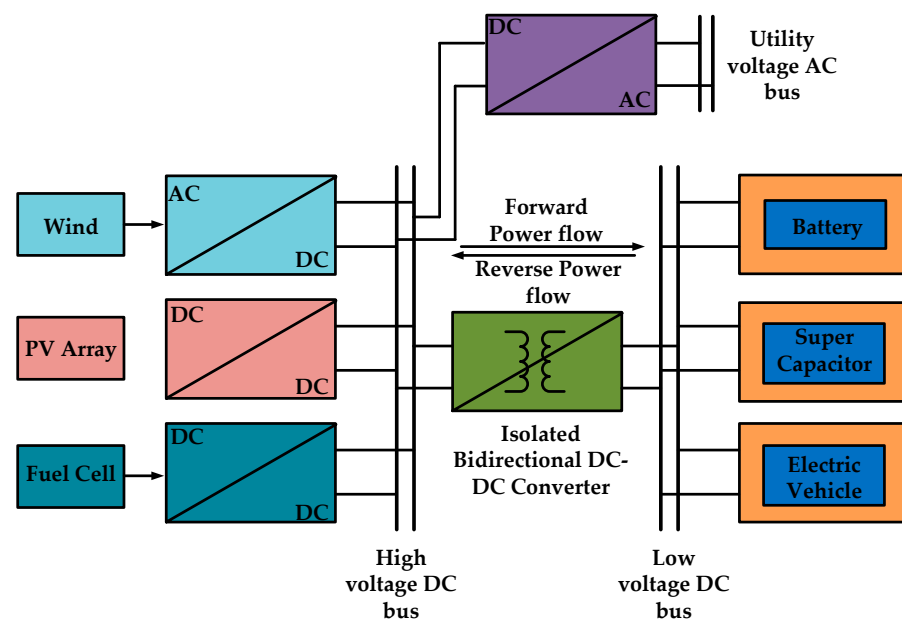 DC
AC
Utility
voltage AC
bus
Wind
AC
DC
Forward
Power flow
Reverse Power
flow
Battery
PV Array
DC
DC
Super
Capacitor
Isolated
Bidirectional DC-
DC Converter
Fuel Cell
DC
DC
Electric
Vehicle
High
voltage DC
bus
Low
voltage DC
bus